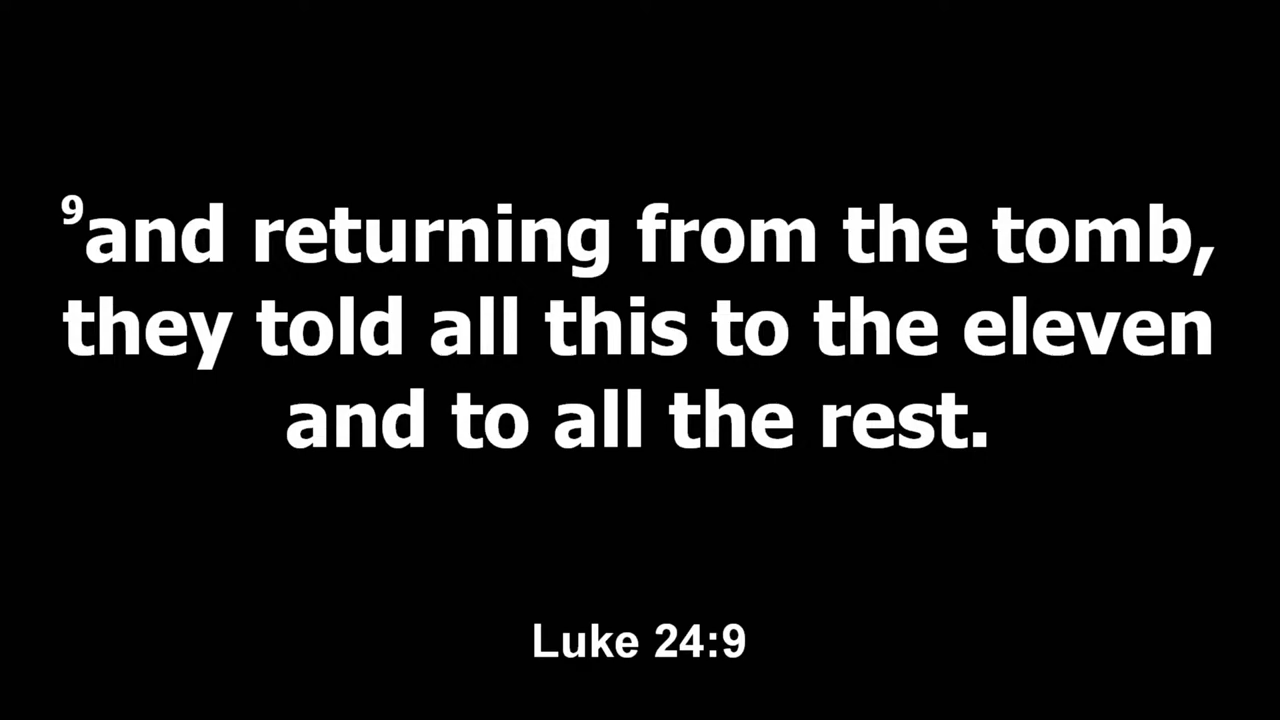 ⁹and returning from the tomb,
they told all this to the eleven
and to all the rest.
Luke 24:9